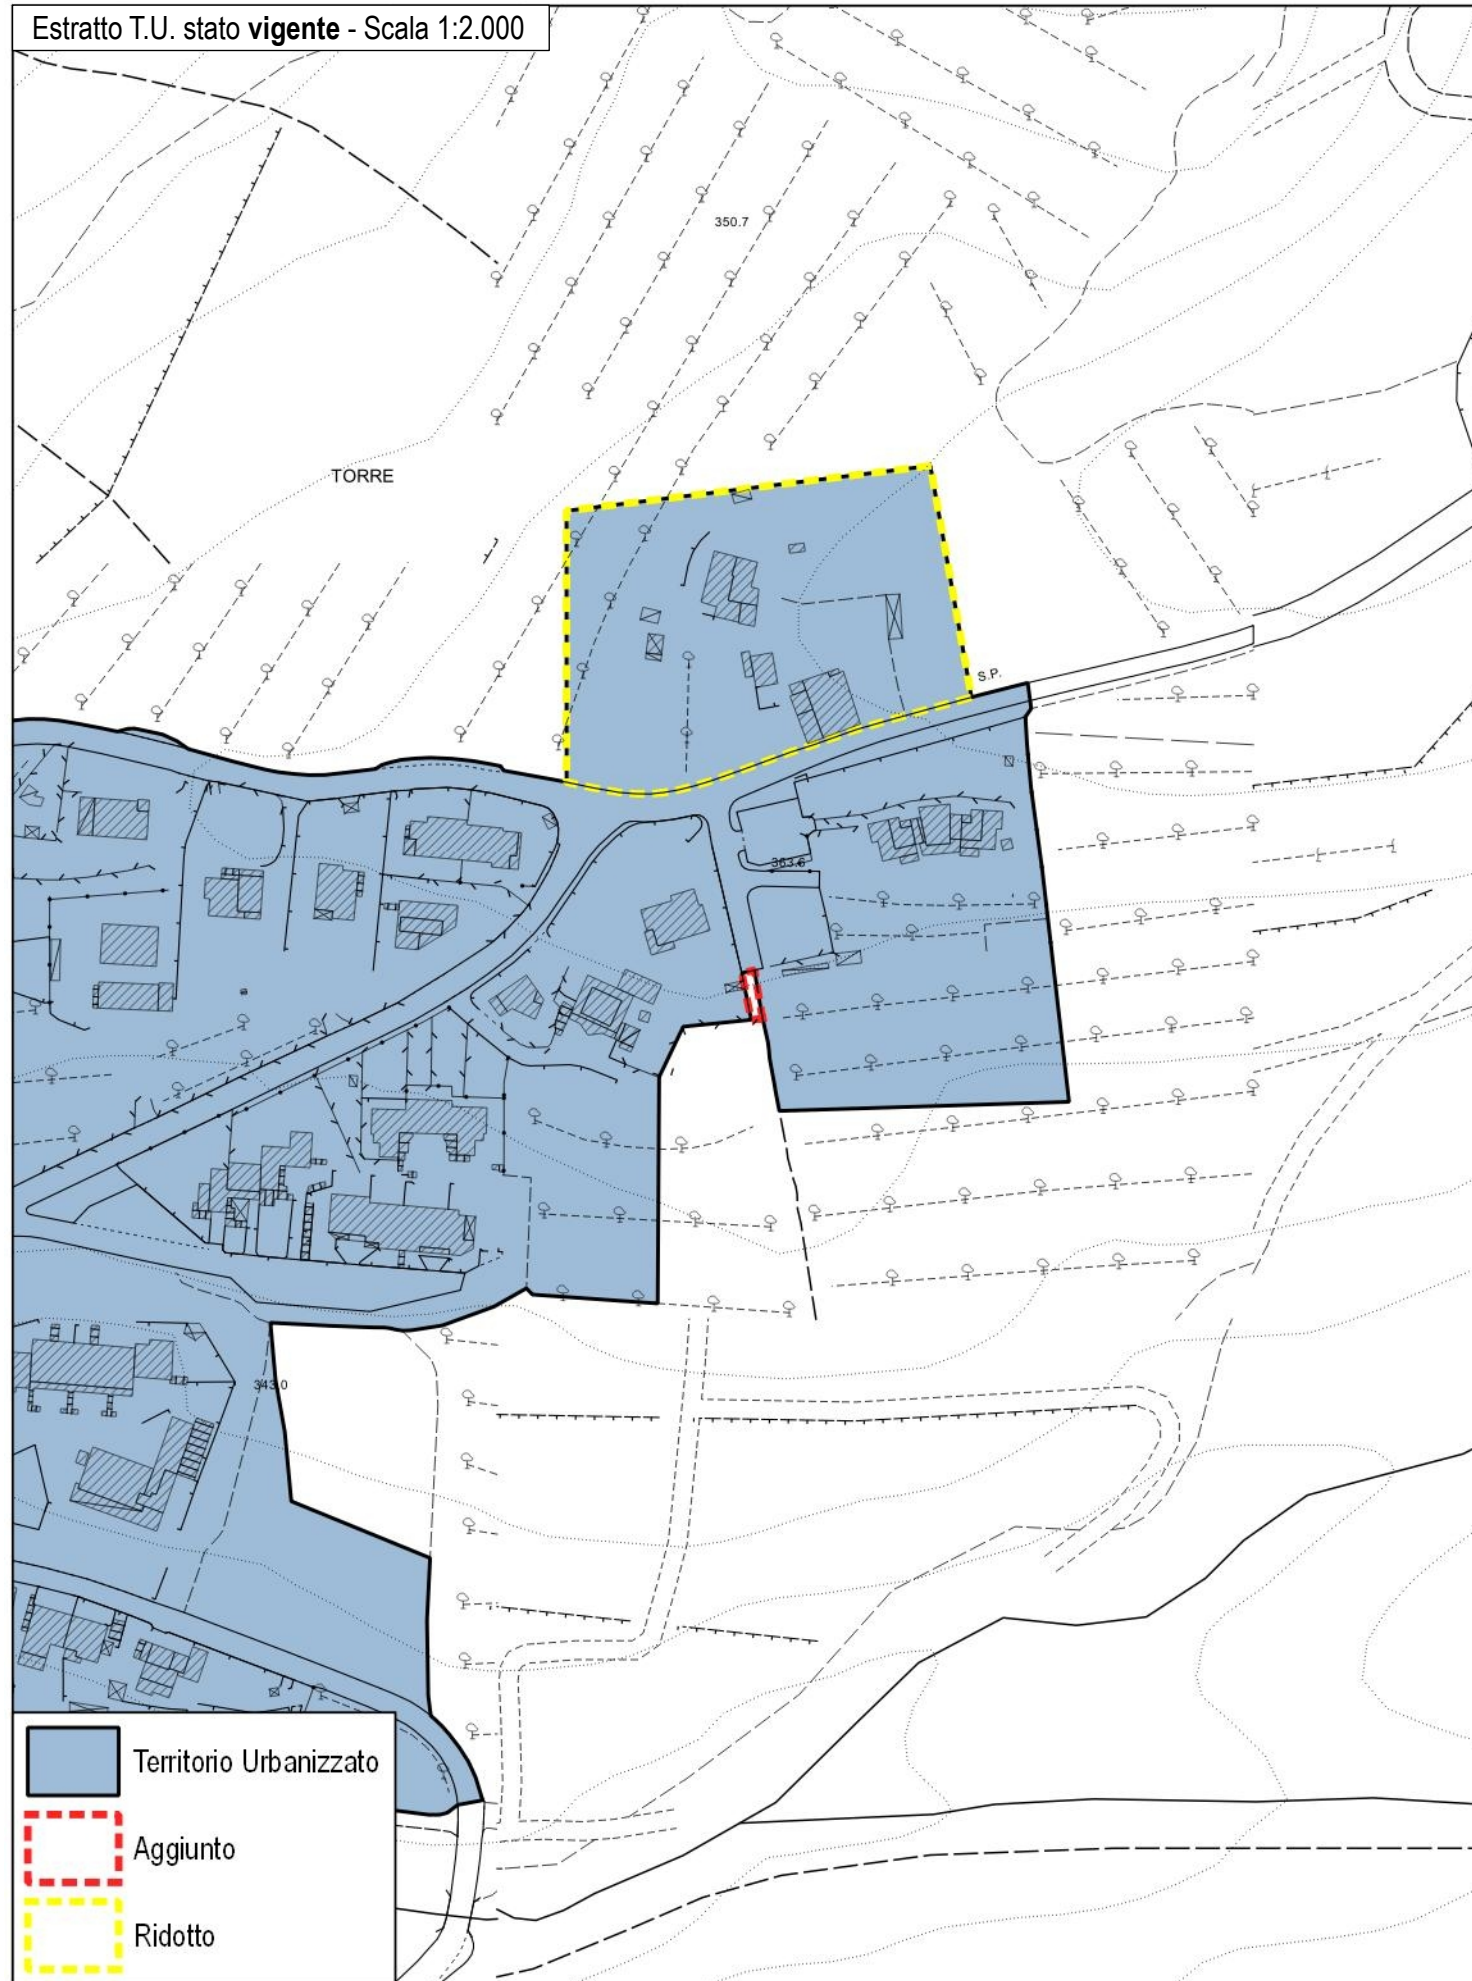 Estratto T.U. stato vigente - Scala 1:2.000
350.7
TORRE
S.P.
363.6
343.0
Territorio Urbanizzato
Aggiunto
Ridotto